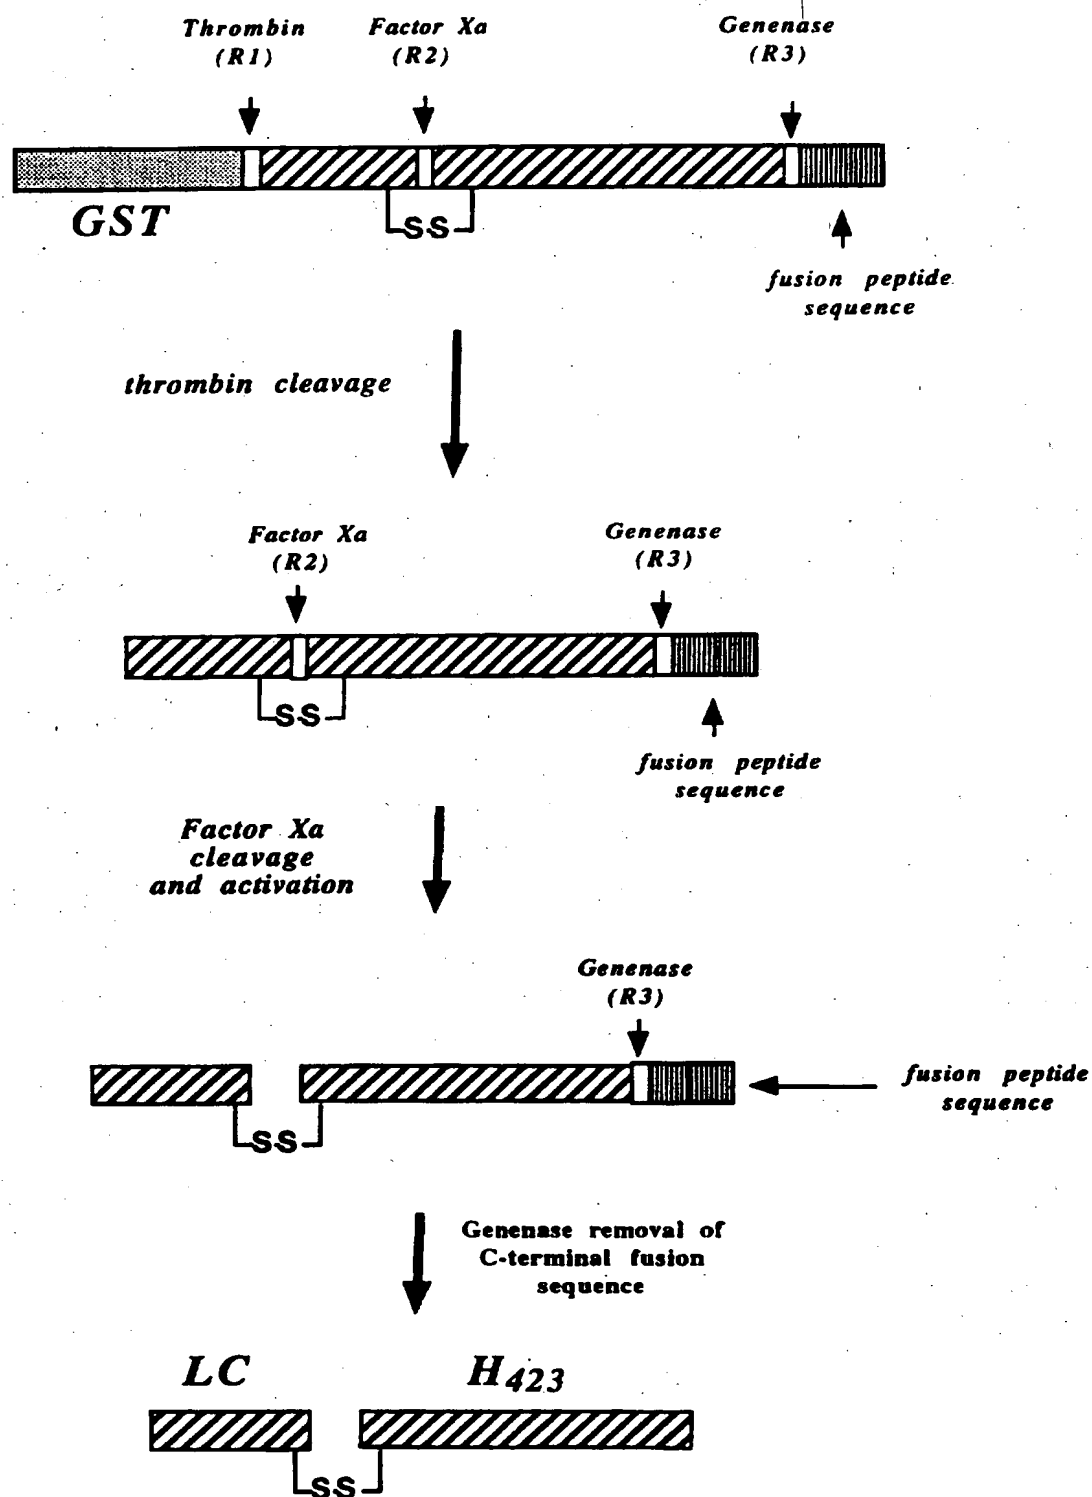 Thrombin
(R1)
Factor Xa
(R2)
Genenase
(R3)
GST
SS
fusion peptide
sequence
thrombin cleavage
Factor Xa
(R2)
Genenase
(R3)
SS
fusion peptide
sequence
Factor Xa
cleavage
and activation
Genenase
(R3)
fusion peptide
sequence
SS
Genenase removal of
C-terminal fusion
sequence
LC
H423
SS